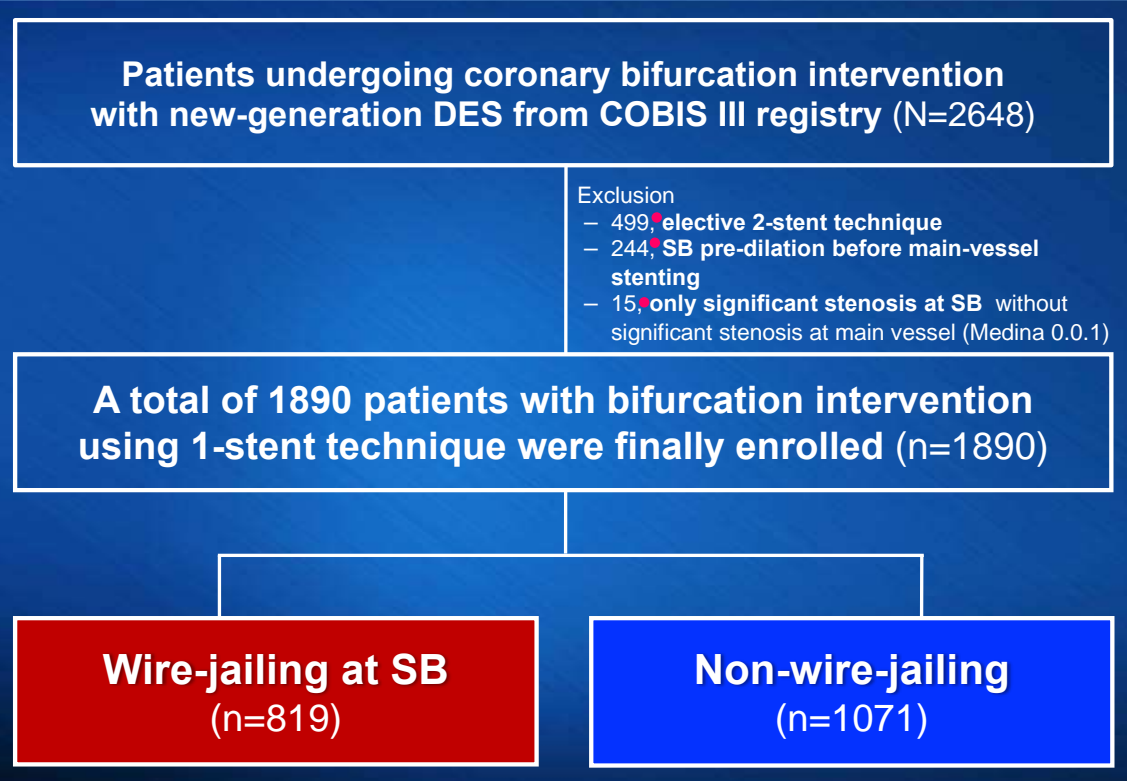 Patients undergoing coronary bifurcation intervention
with new-generation DES from COBIS III registry (N=2648)
Exclusion
– 499, elective 2-stent technique
– 244, SB pre-dilation before main-vessel
stenting
– 15, only significant stenosis at SB without
significant stenosis at main vessel (Medina 0.0.1)
A total of 1890 patients with bifurcation intervention
using 1-stent technique were finally enrolled (n=1890)
Wire-jailing at SB
(n=819)
Non-wire-jailing
(n=1071)